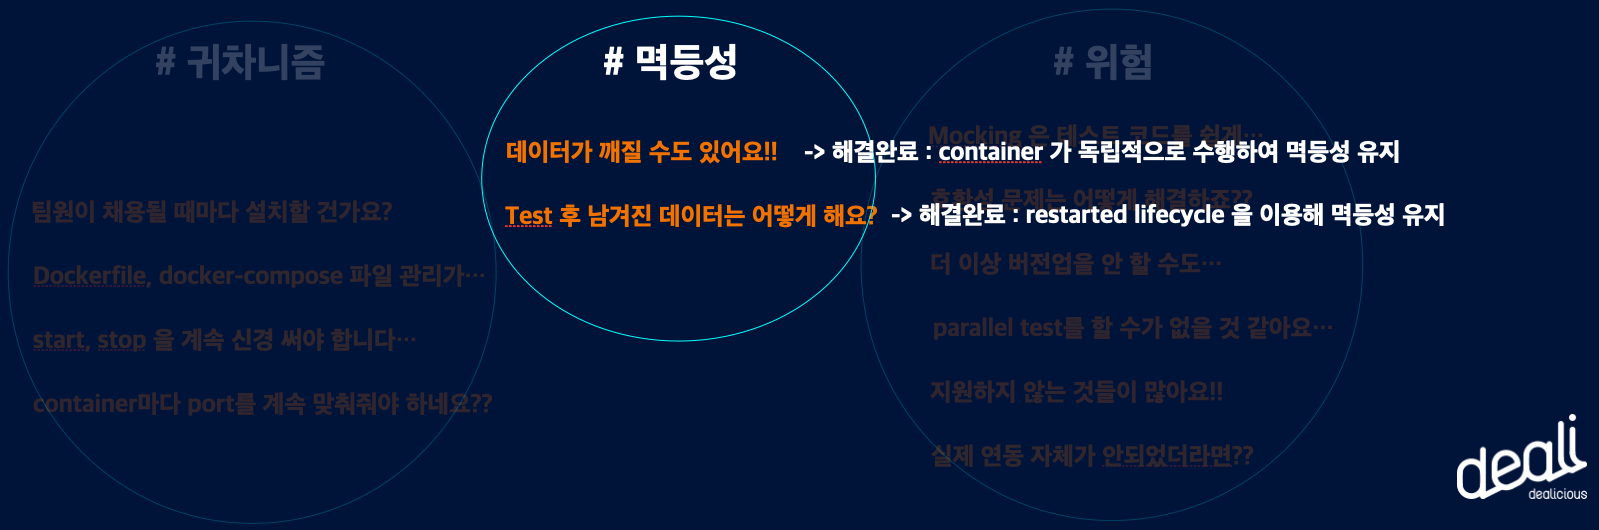 # 귀차니즘
팀원이 채용될 때마다 설치할 건가요?
Dockerfile, docker-compose 파일 관리가…
start, stop 을 계속 신경 써야 합니다…
container마다 port를 계속 맞춰줘야 하네요??
# 멱등성
데이터가 깨질 수도 있어요!! -> 해결완료 : container 가 독립적으로 수행하여 멱등성 유지
Test 후 남겨진 데이터는 어떻게 해요? -> 해결완료 : restarted lifecycle 을 이용해 멱등성 유지
# 위험
Mocking 은 테스트 코드를 쉽게…
문제는 어떻게 해결하죠??
더 이상 버전업을 안 할 수도…
parallel test를 할 수가 없을 것 같아요…
지원하지 않는 것들이 많아요!!
실제 연동 자체가 안되었더라면??
deali
dealicious